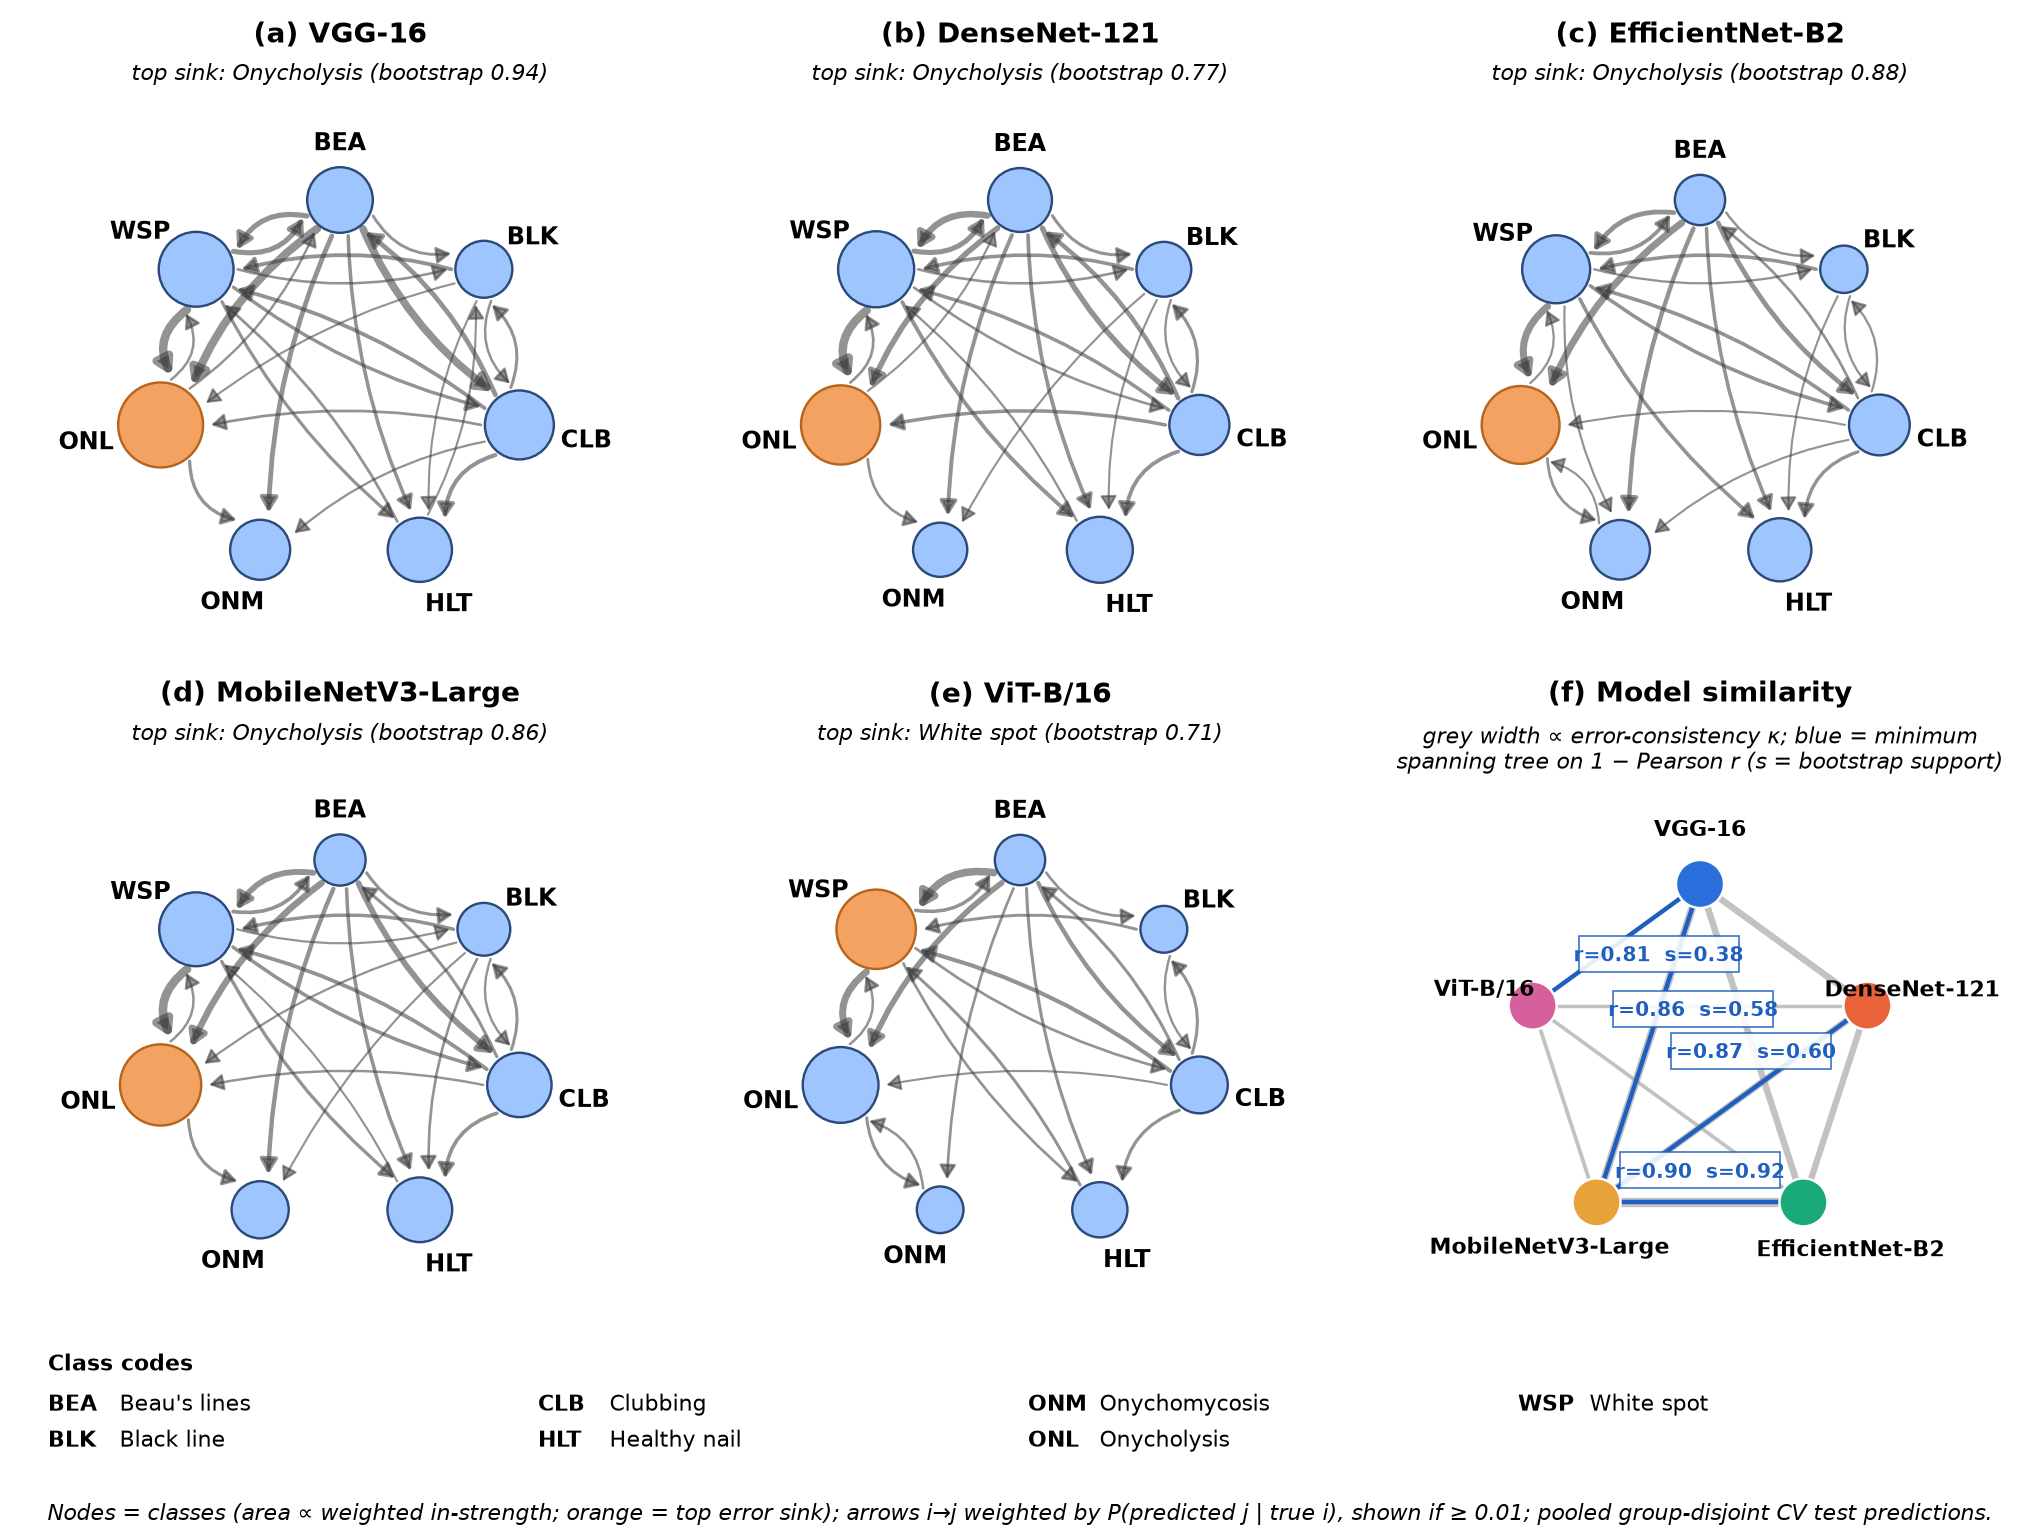 (a) VGG-16
top sink: Onycholysis (bootstrap 0.94)
BEA
WSP
BLK
ONL
CLB
ONM
HLT
(b) DenseNet-121
top sink: Onycholysis (bootstrap 0.77)
BEA
WSP
BLK
ONL
CLB
ONM
HLT
(c) EfficientNet-B2
top sink: Onycholysis (bootstrap 0.88)
BEA
WSP
BLK
ONL
CLB
ONM
HLT
(d) MobileNetV3-Large
top sink: Onycholysis (bootstrap 0.86)
BEA
WSP
BLK
ONL
CLB
ONM
HLT
(e) ViT-B/16
top sink: White spot (bootstrap 0.71)
BEA
WSP
BLK
ONL
CLB
ONM
HLT
(f) Model similarity
grey width ∝ error-consistency κ; blue = minimum
spanning tree on 1 − Pearson r (s = bootstrap support)
VGG-16
r=0.81 s=0.38
ViT-B/16
DenseNet-121
r=0.86 s=0.58
r=0.87 s=0.60
r=0.90 s=0.92
MobileNetV3-Large
EfficientNet-B2
Class codes
BEA Beau's lines
BLK Black line
CLB Clubbing
HLT Healthy nail
ONM Onychomycosis
ONL Onycholysis
WSP White spot
Nodes = classes (area ∝ weighted in-strength; orange = top error sink); arrows i→j weighted by P(predicted j | true i), shown if ≥ 0.01; pooled group-disjoint CV test predictions.